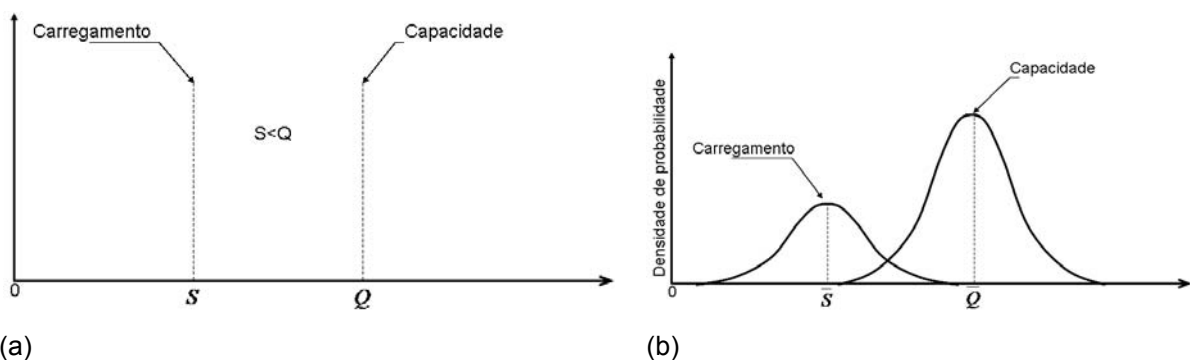 Carregamento
Capacidade
S<Q
0
S
Q
(a)
Densidade de probabilidade
Capacidade
Carregamento
0
S̅
Q̅
(b)